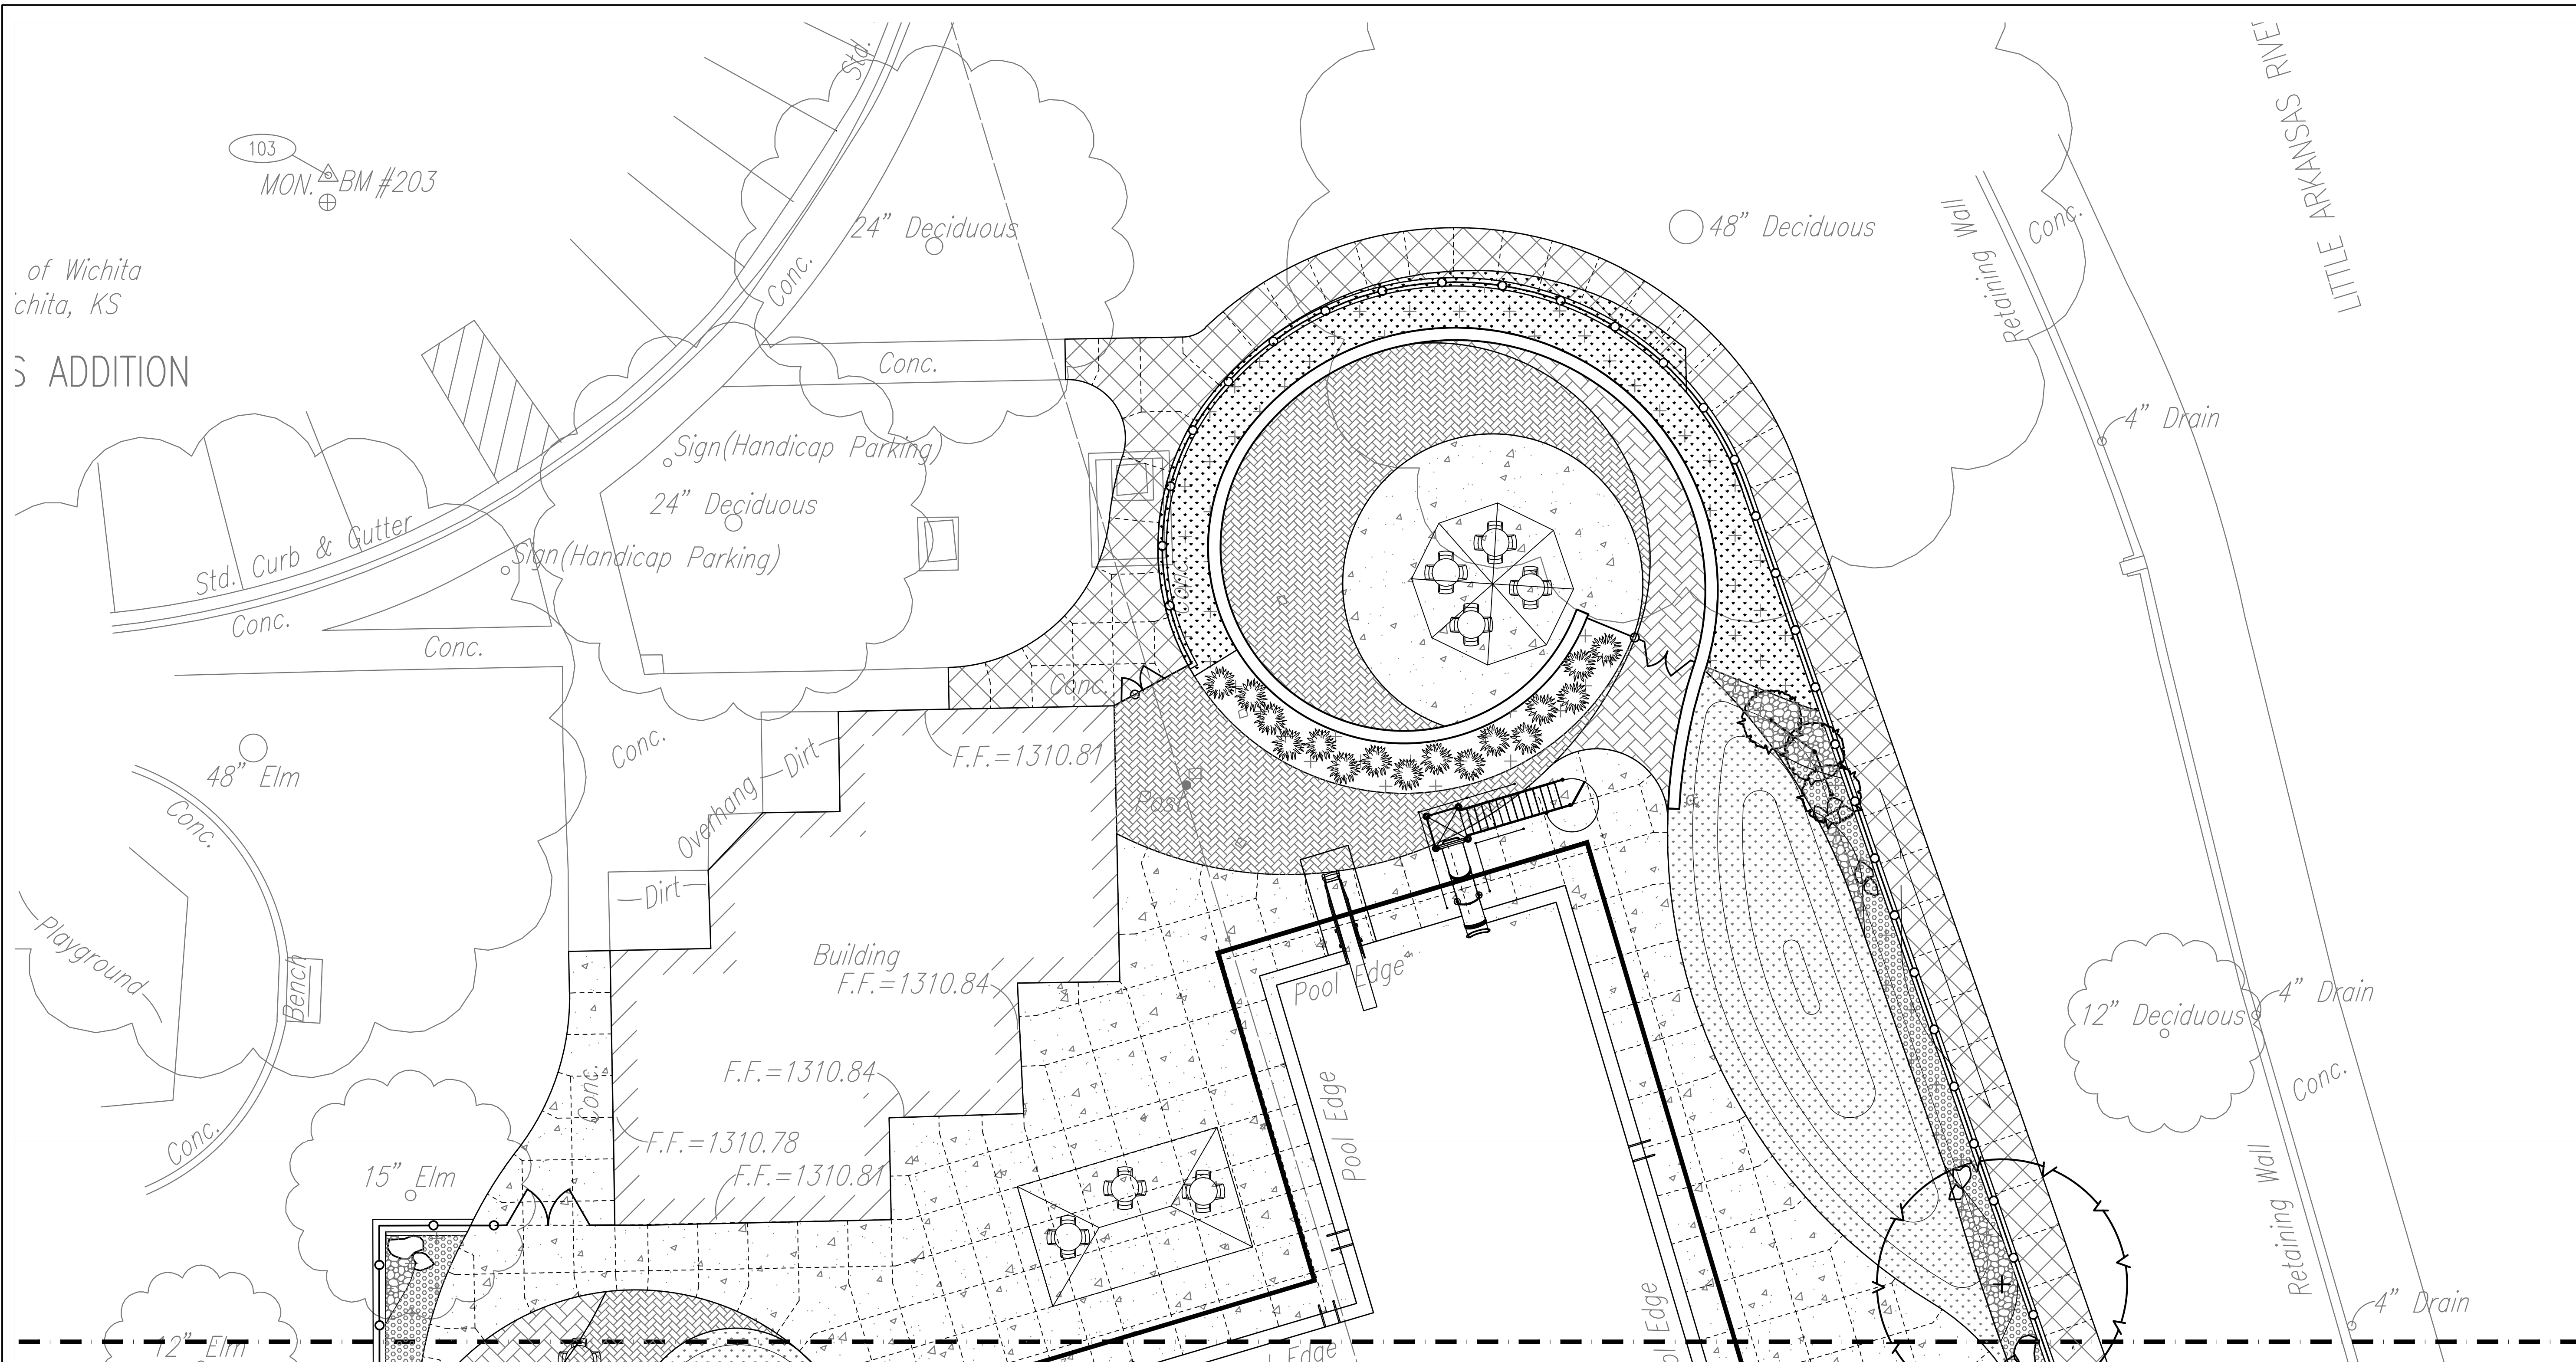 Std.
LITTLE ARKANSAS RIVER
103
MON.
BM #203
24" Deciduous
48" Deciduous
Retaining Wall
Conc.
of Wichita
chita, KS
Conc.
S ADDITION
Conc.
4" Drain
Sign(Handicap Parking)
24" Deciduous
Std. Curb & Gutter
Sign(Handicap Parking)
Conc.
Conc.
Conc.
Conc.
Conc.
48" Elm
Overhang
Dirt
F.F.=1310.81
Post
Conc.
Dirt
Playground
Bench
Building
F.F.=1310.84
Pool Edge
4" Drain
12" Deciduous
F.F.=1310.84
Conc.
Pool Edge
Conc.
Conc.
F.F.=1310.78
15" Elm
F.F.=1310.81
Retaining Wall
4" Drain
12" Elm
Edge
ol Edge